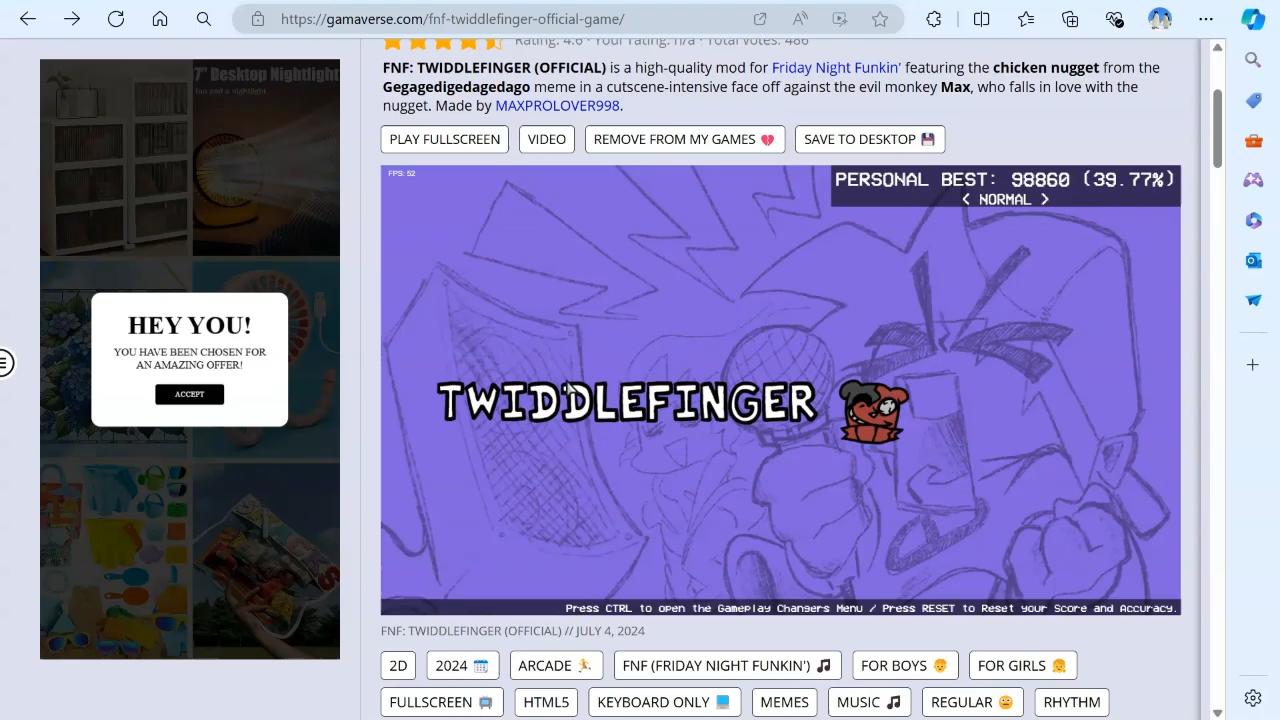 https://gamaver.com/fnf-twiddlefinger-official-game/
Rating: 4.6 • Your rating: n/a • Total votes: 486
FNF: TWIDDLEFINGER (OFFICIAL) is a high-quality mod for Friday Night Funkin' featuring the chicken nugget from the
Gegagedigedagedago meme in a cutscene-intensive face off against the evil monkey Max, who falls in love with the
nugget. Made by MAXPROLOVER998.
PLAY FULLSCREEN
VIDEO
REMOVE FROM MY GAMES
SAVE TO DESKTOP
7" Desktop Nightlight
fan and a nightlight.
HEY YOU!
YOU HAVE BEEN CHOSEN FOR
AN AMAZING OFFER!
ACCEPT
FPS: 52
PERSONAL BEST: 98860 (39.77%)
< NORMAL >
TWIDDLEFINGER
Press CTRL to open the Gameplay Changers Menu / Press RESET to Reset your Score and Accuracy.
FNF: TWIDDLEFINGER (OFFICIAL) // JULY 4, 2024
2D
2024
ARCADE
FNF (FRIDAY NIGHT FUNKIN')
FOR BOYS
FOR GIRLS
FULLSCREEN
HTML5
KEYBOARD ONLY
MEMES
MUSIC
REGULAR
RHYTHM